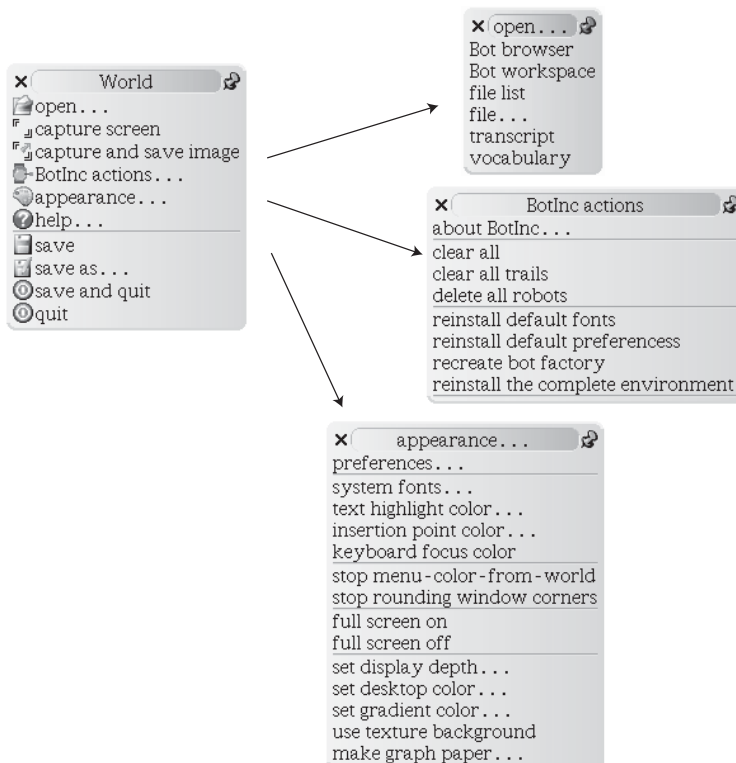 World
open...
capture screen
capture and save image
BotInc actions...
appearance...
help...
save
save as...
save and quit
quit
open...
Bot browser
Bot workspace
file list
file...
transcript
vocabulary
BotInc actions
about BotInc...
clear all
clear all trails
delete all robots
reinstall default fonts
reinstall default preferencess
recreate bot factory
reinstall the complete environment
appearance...
preferences...
system fonts...
text highlight color...
insertion point color...
keyboard focus color
stop menu-color-from-world
stop rounding window corners
full screen on
full screen off
set display depth...
set desktop color...
set gradient color...
use texture background
make graph paper...